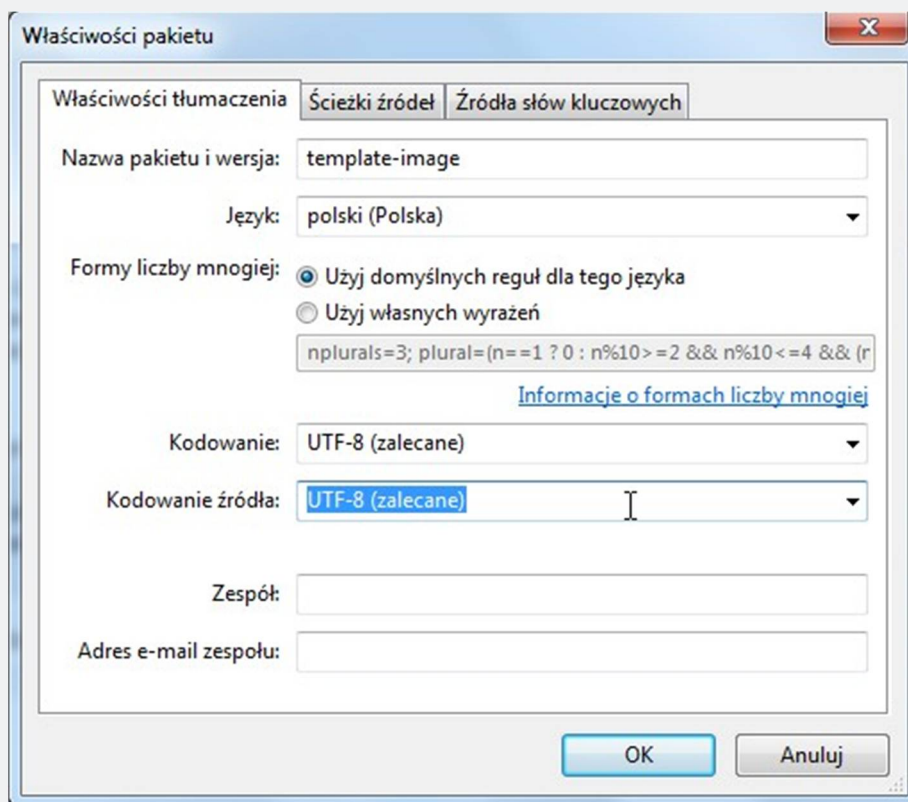 Właściwości pakietu
Właściwości tłumaczenia Ścieżki źródeł Źródła słów kluczowych
Nazwa pakietu i wersja: template-image
Język: polski (Polska)
Formy liczby mnogiej: Użyj domyślnych reguł dla tego języka
Użyj własnych wyrażeń
nplurals=3; plural=(n==1 ? 0 : n%10>=2 && n%10<=4 && (n
Informacje o formach liczby mnogiej
Kodowanie: UTF-8 (zalecane)
Kodowanie źródła: UTF-8 (zalecane)
Zespół:
Adres e-mail zespołu:
OK Anuluj